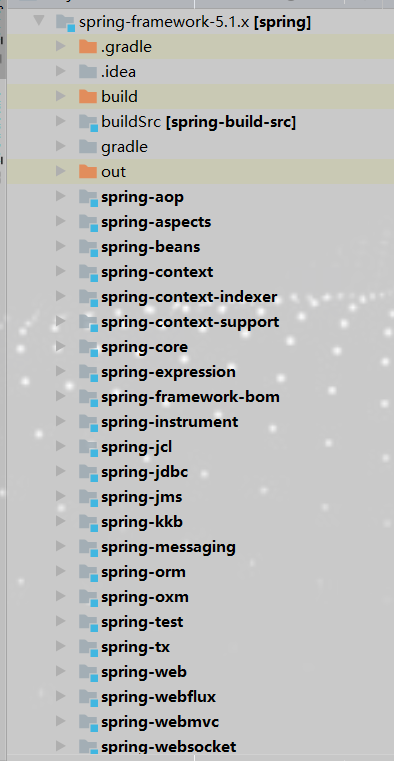 spring-framework-5.1.x [spring]
.gradle
.idea
build
buildSrc [spring-build-src]
gradle
out
spring-aop
spring-aspects
spring-beans
spring-context
spring-context-indexer
spring-context-support
spring-core
spring-expression
spring-framework-bom
spring-instrument
spring-jcl
spring-jdbc
spring-jms
spring-kkb
spring-messaging
spring-orm
spring-oxm
spring-test
spring-tx
spring-web
spring-webflux
spring-webmvc
spring-websocket